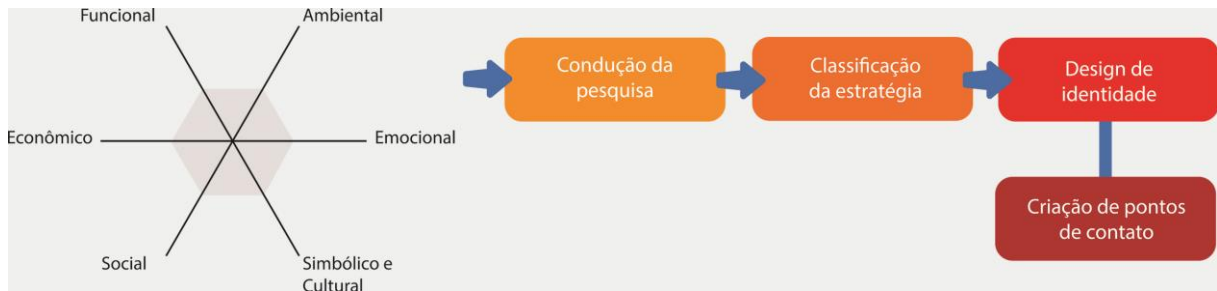 Funcional
Ambiental
Econômico
Emocional
Social
Simbólico e
Cultural
Condução da
pesquisa
Classificação
da estratégia
Design de
identidade
Criação de pontos
de contato